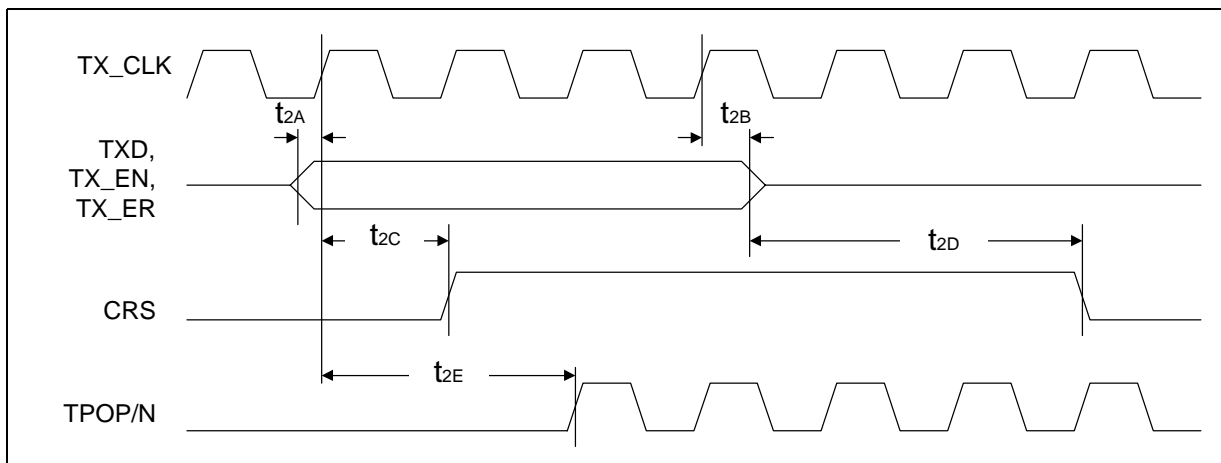 TX_CLK
t2A
t2B
TXD,
TX_EN,
TX_ER
t2C
t2D
CRS
t2E
TPOP/N